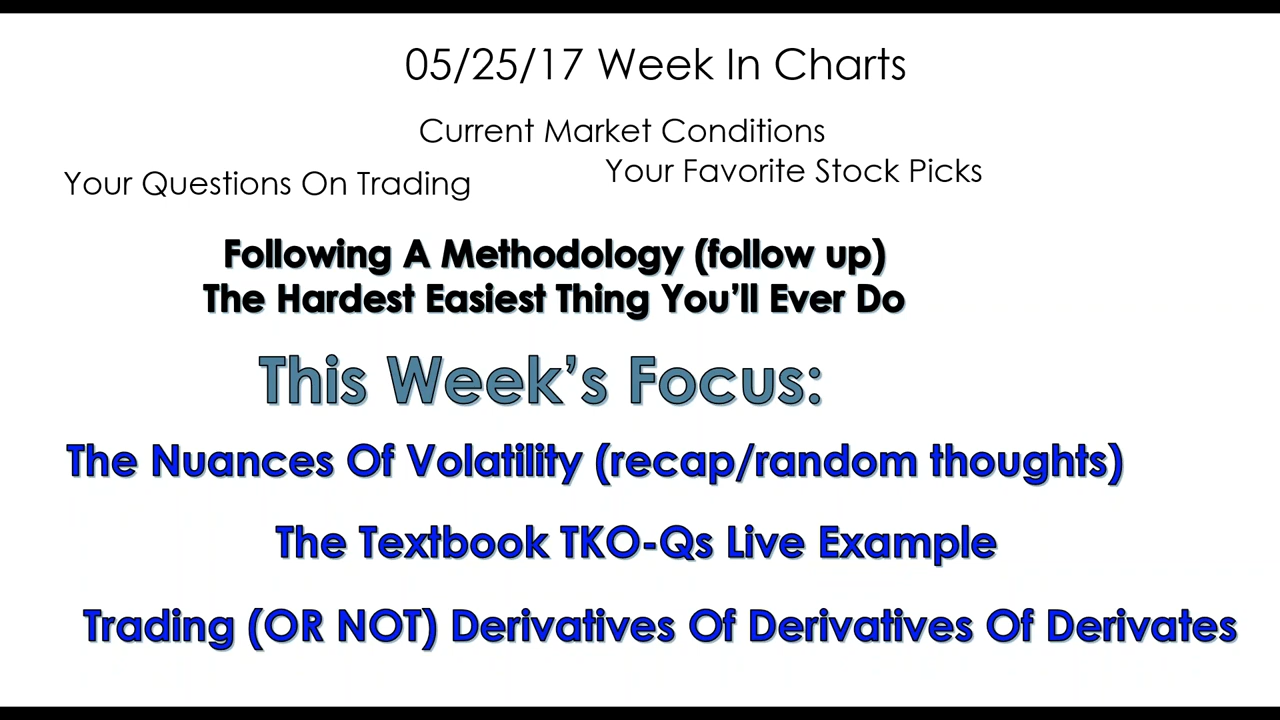 05/25/17 Week In Charts
Current Market Conditions
Your Favorite Stock Picks
Your Questions On Trading
Following A Methodology (follow up)
The Hardest Easiest Thing You'll Ever Do
This Week's Focus:
The Nuances Of Volatility (recap/random thoughts)
The Textbook TKO-Qs Live Example
Trading (OR NOT) Derivatives Of Derivatives Of Derivates